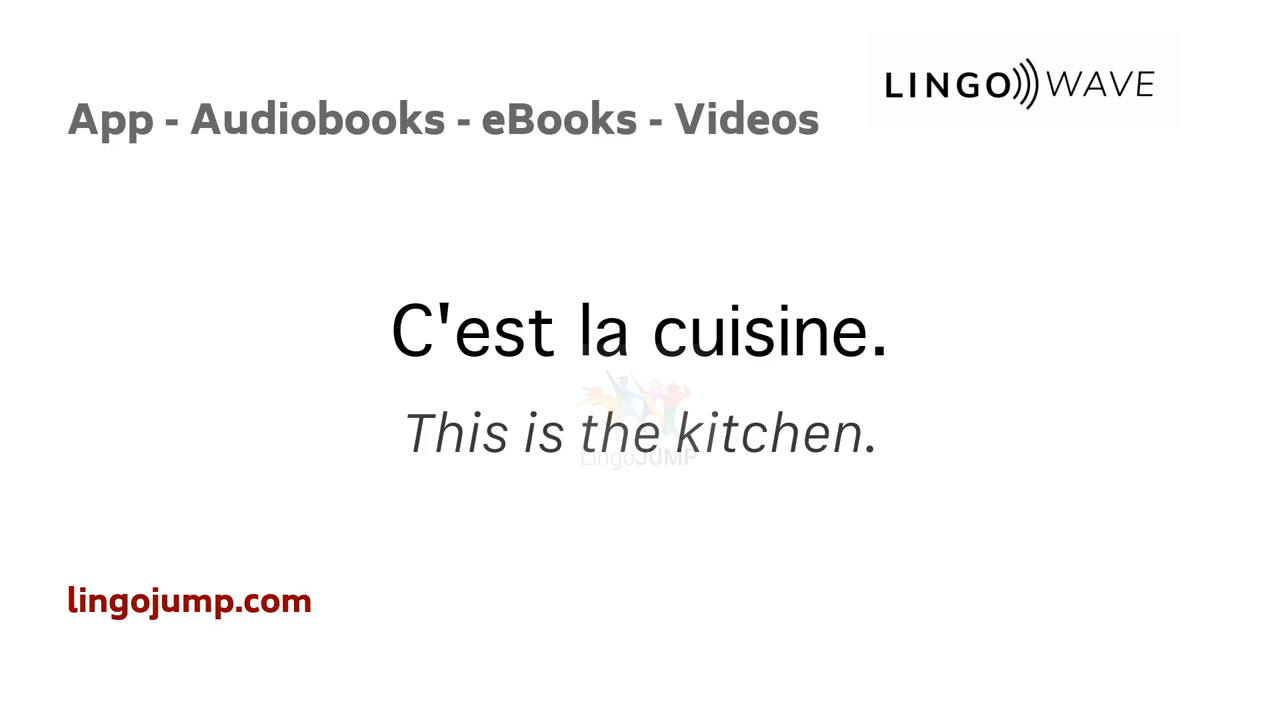 LINGO WAVE
App - Audiobooks - eBooks - Videos
C'est la cuisine.
This is the kitchen.
LingoJUMP
lingojump.com